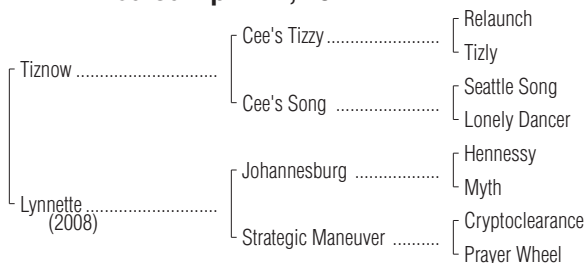 Relaunch
Cee's Tizzy
Tizly
Tiznow
Seattle Song
Cee's Song
Lonely Dancer
Hennessy
Johannesburg
Myth
Lynnette
(2008)
Cryptoclearance
Strategic Maneuver
Prayer Wheel